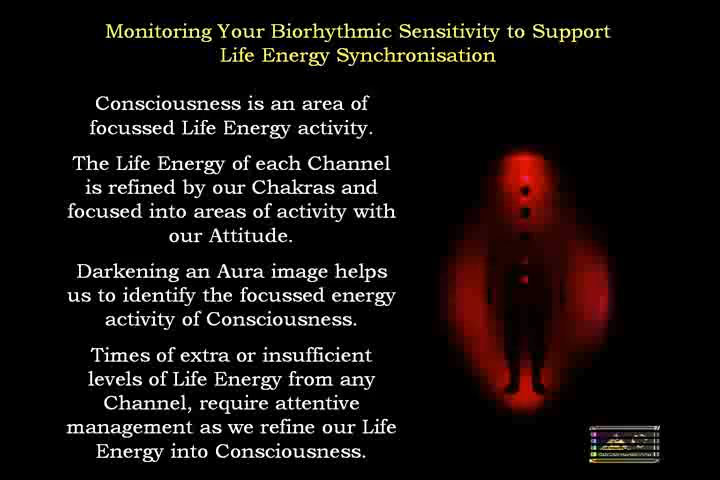 Monitoring Your Biorhythmic Sensitivity to Support
Life Energy Synchronisation
Consciousness is an area of
focussed Life Energy activity.
The Life Energy of each Channel
is refined by our Chakras and
focused into areas of activity with
our Attitude.
Darkening an Aura image helps
us to identify the focussed energy
activity of Consciousness.
Times of extra or insufficient
levels of Life Energy from any
Channel, require attentive
management as we refine our Life
Energy into Consciousness.